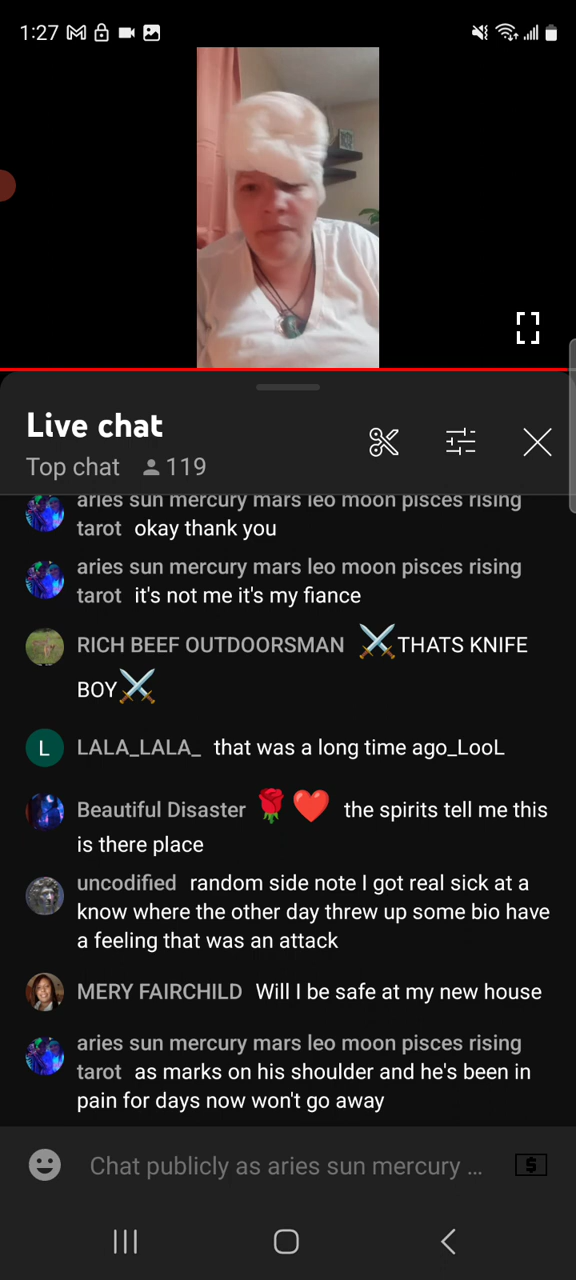 1:27
Live chat
Top chat 119
aries sun mercury mars leo moon pisces rising
tarot okay thank you
aries sun mercury mars leo moon pisces rising
tarot it's not me it's my fiance
RICH BEEF OUTDOORSMAN ⚔️THATS KNIFE
BOY⚔️
L LALA_LALA_ that was a long time ago_LooL
Beautiful Disaster 🌹❤️ the spirits tell me this
is there place
uncodified random side note I got real sick at a
know where the other day threw up some bio have
a feeling that was an attack
MERY FAIRCHILD Will I be safe at my new house
aries sun mercury mars leo moon pisces rising
tarot as marks on his shoulder and he's been in
pain for days now won't go away
Chat publicly as aries sun mercury ...
$